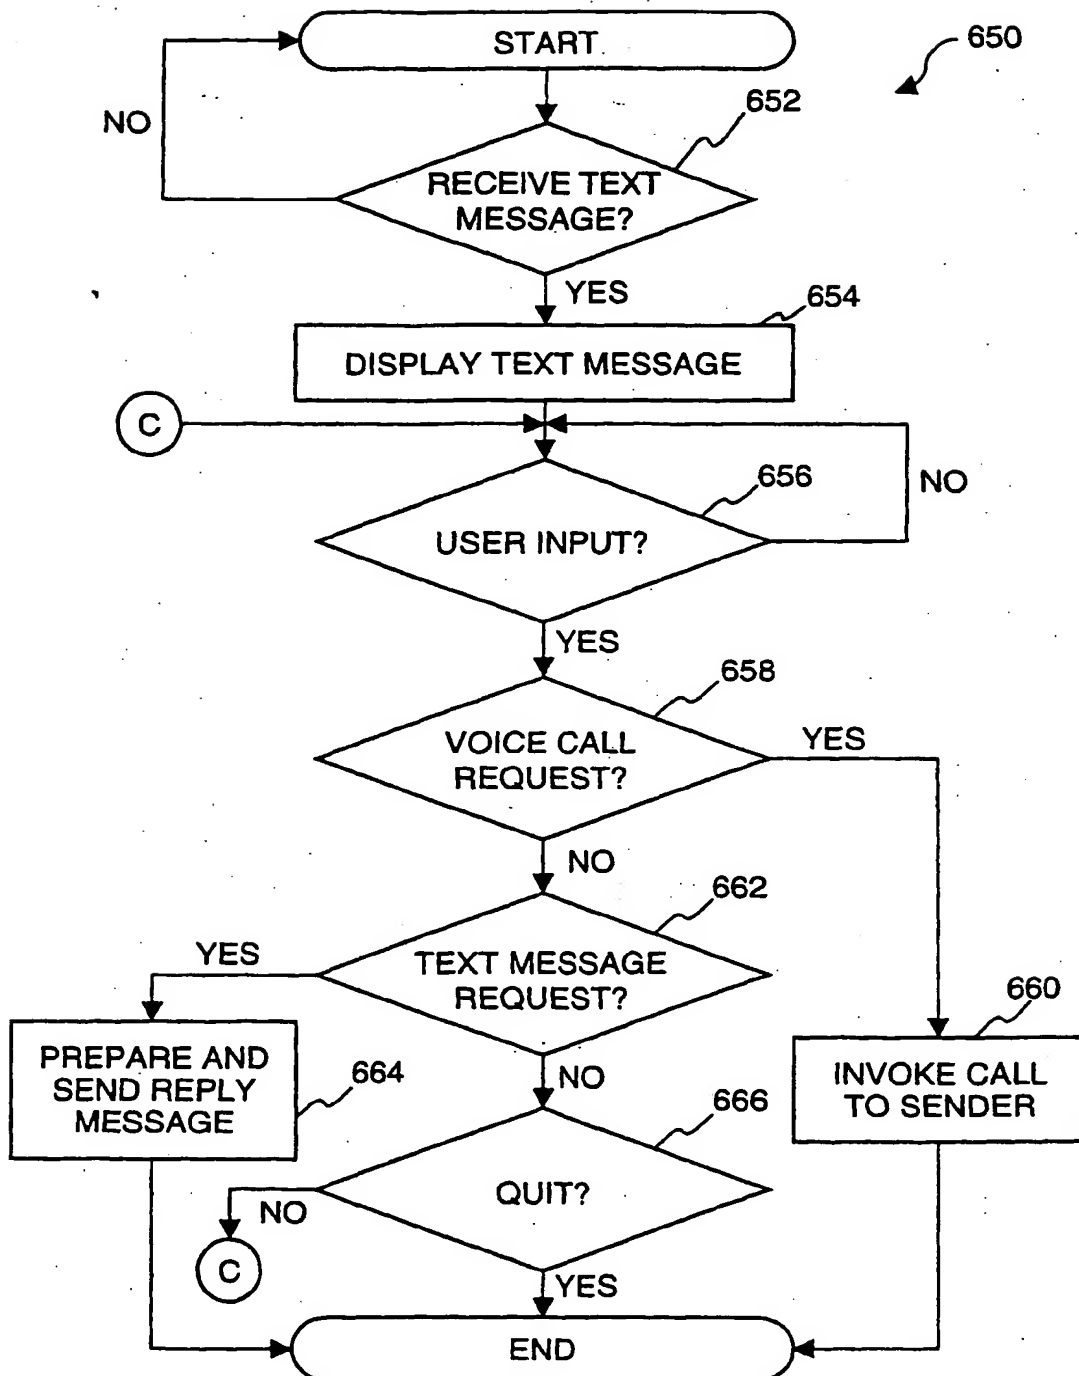 START
650
NO
652
RECEIVE TEXT
MESSAGE?
YES
654
DISPLAY TEXT MESSAGE
C
656
NO
USER INPUT?
YES
658
VOICE CALL
REQUEST?
YES
NO
662
YES
TEXT MESSAGE
REQUEST?
660
PREPARE AND
SEND REPLY
MESSAGE
664
NO
INVOKE CALL
TO SENDER
666
QUIT?
NO
C
YES
END